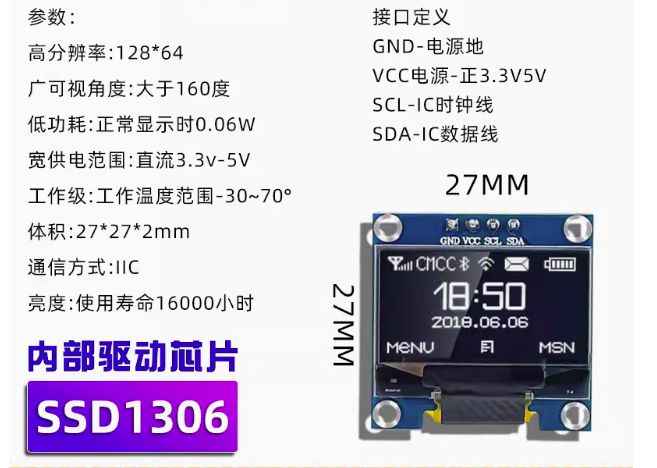 参数:
高分辨率:128*64
广可视角度:大于160度
低功耗:正常显示时0.06W
宽供电范围:直流3.3v-5V
工作级:工作温度范围-30~70°
体积:27*27*2mm
通信方式:IIC
亮度:使用寿命16000小时
内部驱动芯片
SSD1306
接口定义
GND-电源地
VCC电源-正3.3V5V
SCL-IC时钟线
SDA-IC数据线
27MM
27MM
GND VCC SCL SDA
CMCC
18:50
2018.06.06
MENU
MSN